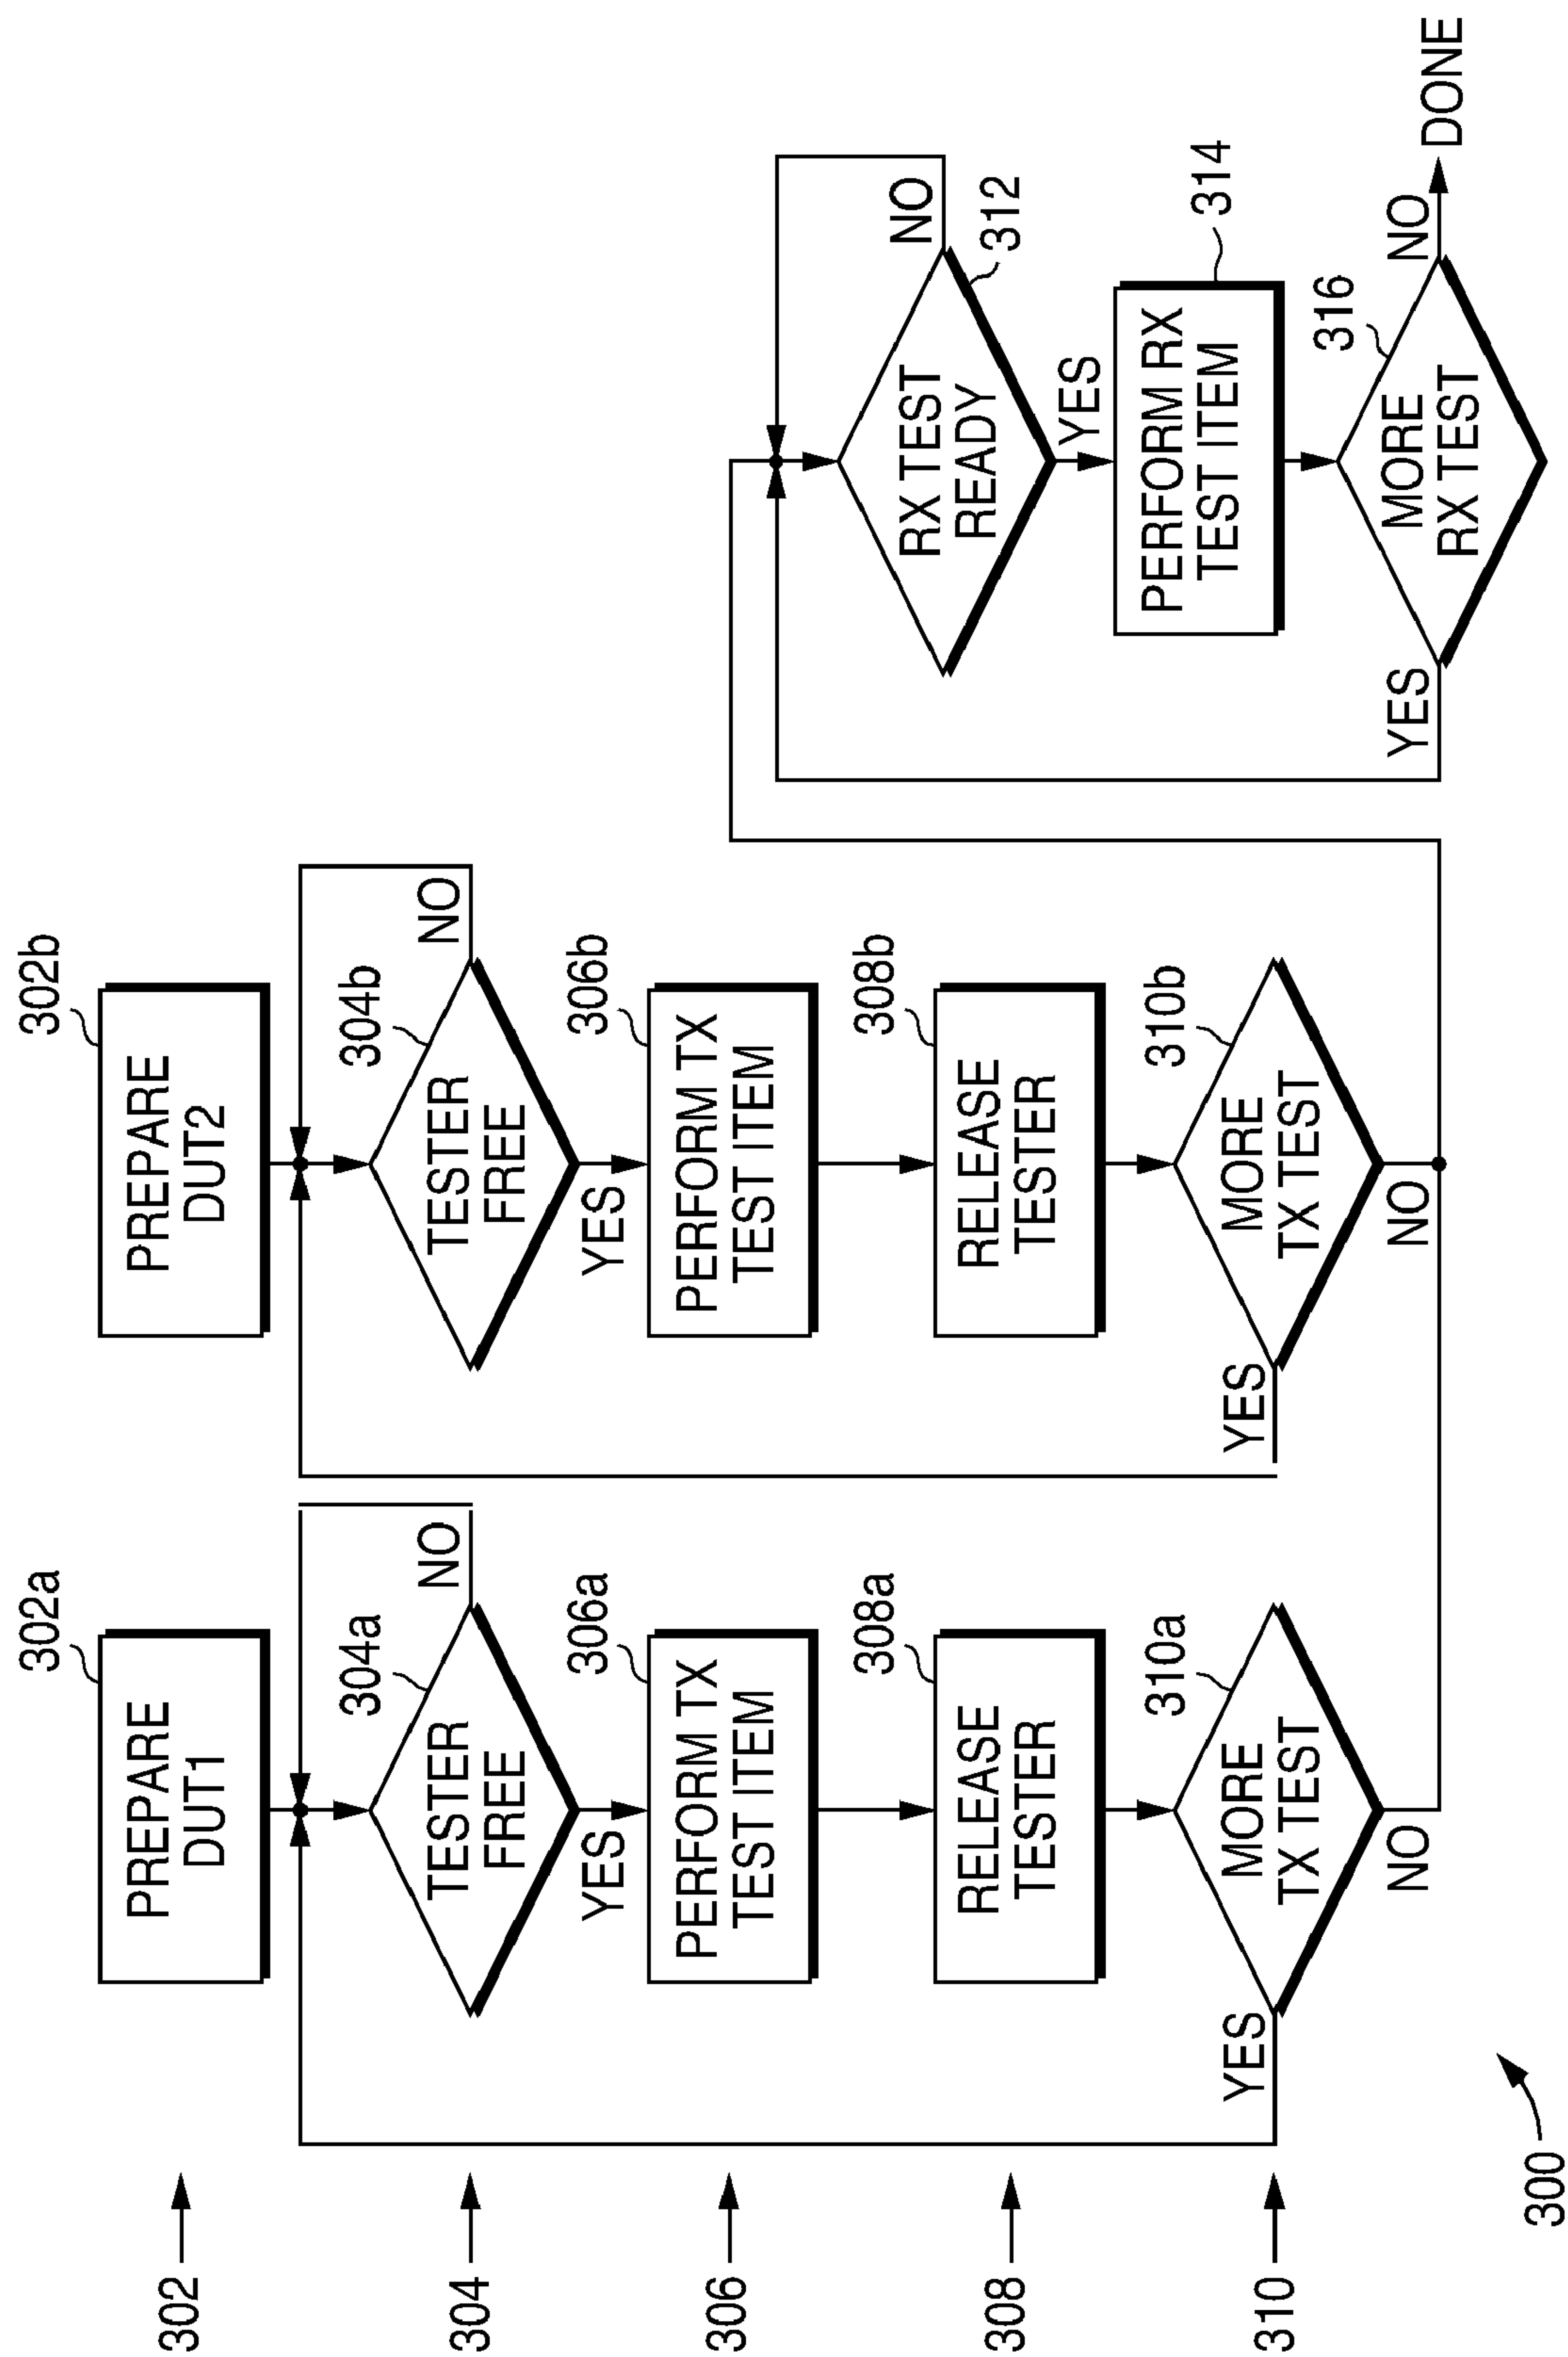 302
302a
PREPARE
DUT1
302b
PREPARE
DUT2
304
304a
TESTER
FREE
NO
YES
304b
TESTER
FREE
NO
YES
306
306a
PERFORM TX
TEST ITEM
306b
PERFORM TX
TEST ITEM
308
308a
RELEASE
TESTER
308b
RELEASE
TESTER
310
310a
MORE
TX TEST
YES
NO
310b
MORE
TX TEST
YES
NO
RX TEST
READY
NO
312
YES
PERFORM RX
TEST ITEM
314
316
MORE
RX TEST
YES
NO
DONE
300